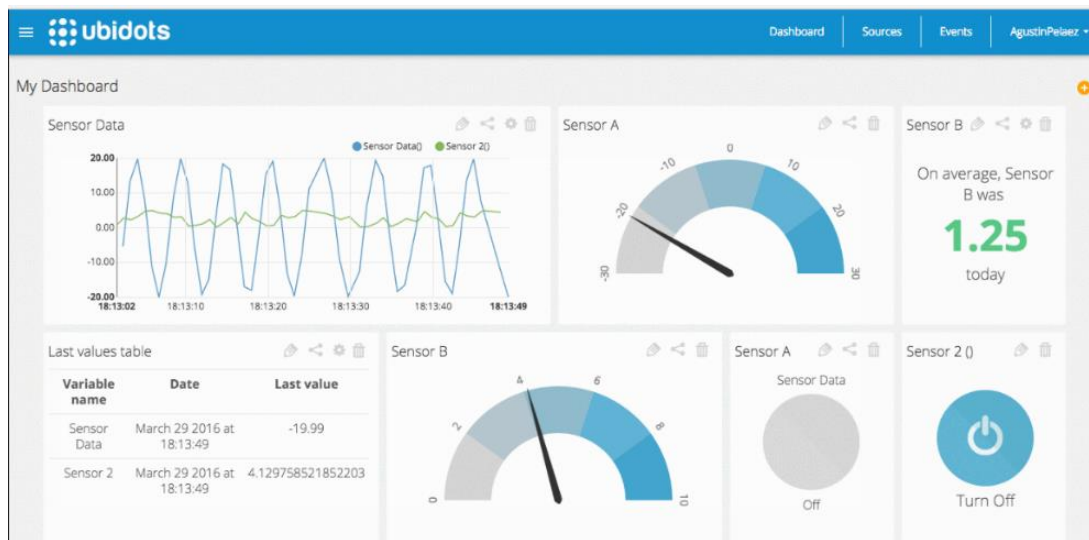 ubidots
Dashboard
Sources
Events
AgustinPelaez
My Dashboard
Sensor Data
Sensor Data()
Sensor 2()
20.00
10.00
0.00
-10.00
-20.00
18:13:02
18:13:10
18:13:20
18:13:30
18:13:40
18:13:49
Sensor A
-30
-20
-10
0
10
20
30
Sensor B
On average, Sensor
B was
1.25
today
Last values table
Variable
name
Date
Last value
Sensor
Data
March 29 2016 at
18:13:49
-19.99
Sensor 2
March 29 2016 at
18:13:49
4.129758521852203
Sensor B
0
2
4
6
8
10
Sensor A
Sensor Data
Off
Sensor 2 ()
Turn Off